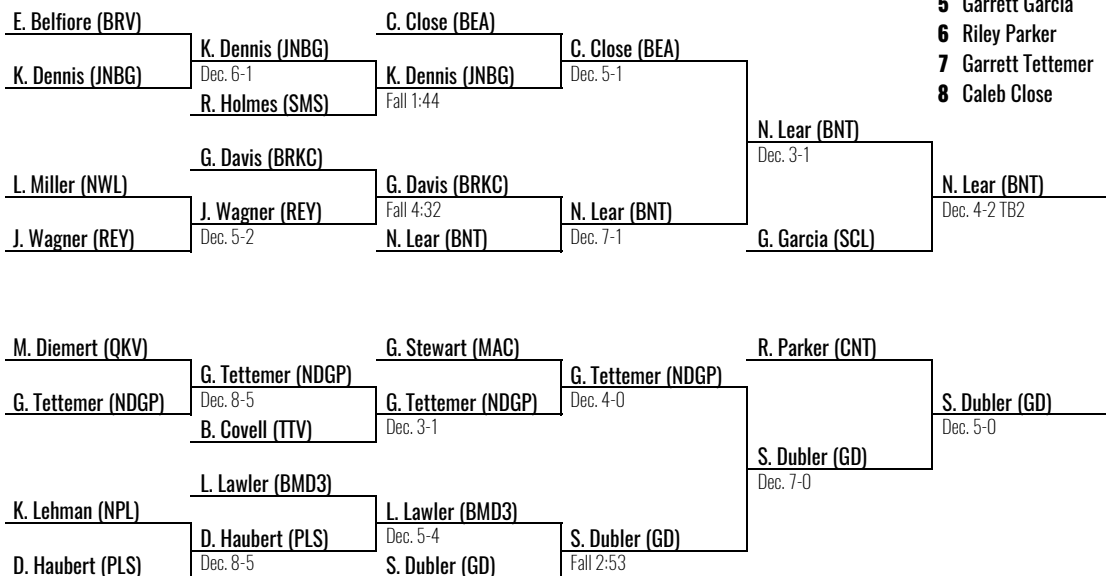 5 Garrett Garcia
6 Riley Parker
7 Garrett Tettemer
8 Caleb Close
E. Belfiore (BRV)
K. Dennis (JNBG)
L. Miller (NWL)
J. Wagner (REY)
K. Dennis (JNBG)
Dec. 6-1
R. Holmes (SMS)
G. Davis (BRKC)
J. Wagner (REY)
Dec. 5-2
C. Close (BEA)
K. Dennis (JNBG)
Fall 1:44
G. Davis (BRKC)
Fall 4:32
N. Lear (BNT)
C. Close (BEA)
Dec. 5-1
N. Lear (BNT)
Dec. 7-1
N. Lear (BNT)
Dec. 3-1
G. Garcia (SCL)
N. Lear (BNT)
Dec. 4-2 TB2
M. Diemert (QKV)
G. Tettemer (NDGP)
K. Lehman (NPL)
D. Haubert (PLS)
G. Tettemer (NDGP)
Dec. 8-5
B. Covell (TTV)
L. Lawler (BMD3)
D. Haubert (PLS)
Dec. 8-5
G. Stewart (MAC)
G. Tettemer (NDGP)
Dec. 3-1
L. Lawler (BMD3)
Dec. 5-4
S. Dubler (GD)
G. Tettemer (NDGP)
Dec. 4-0
S. Dubler (GD)
Fall 2:53
R. Parker (CNT)
S. Dubler (GD)
Dec. 7-0
S. Dubler (GD)
Dec. 5-0